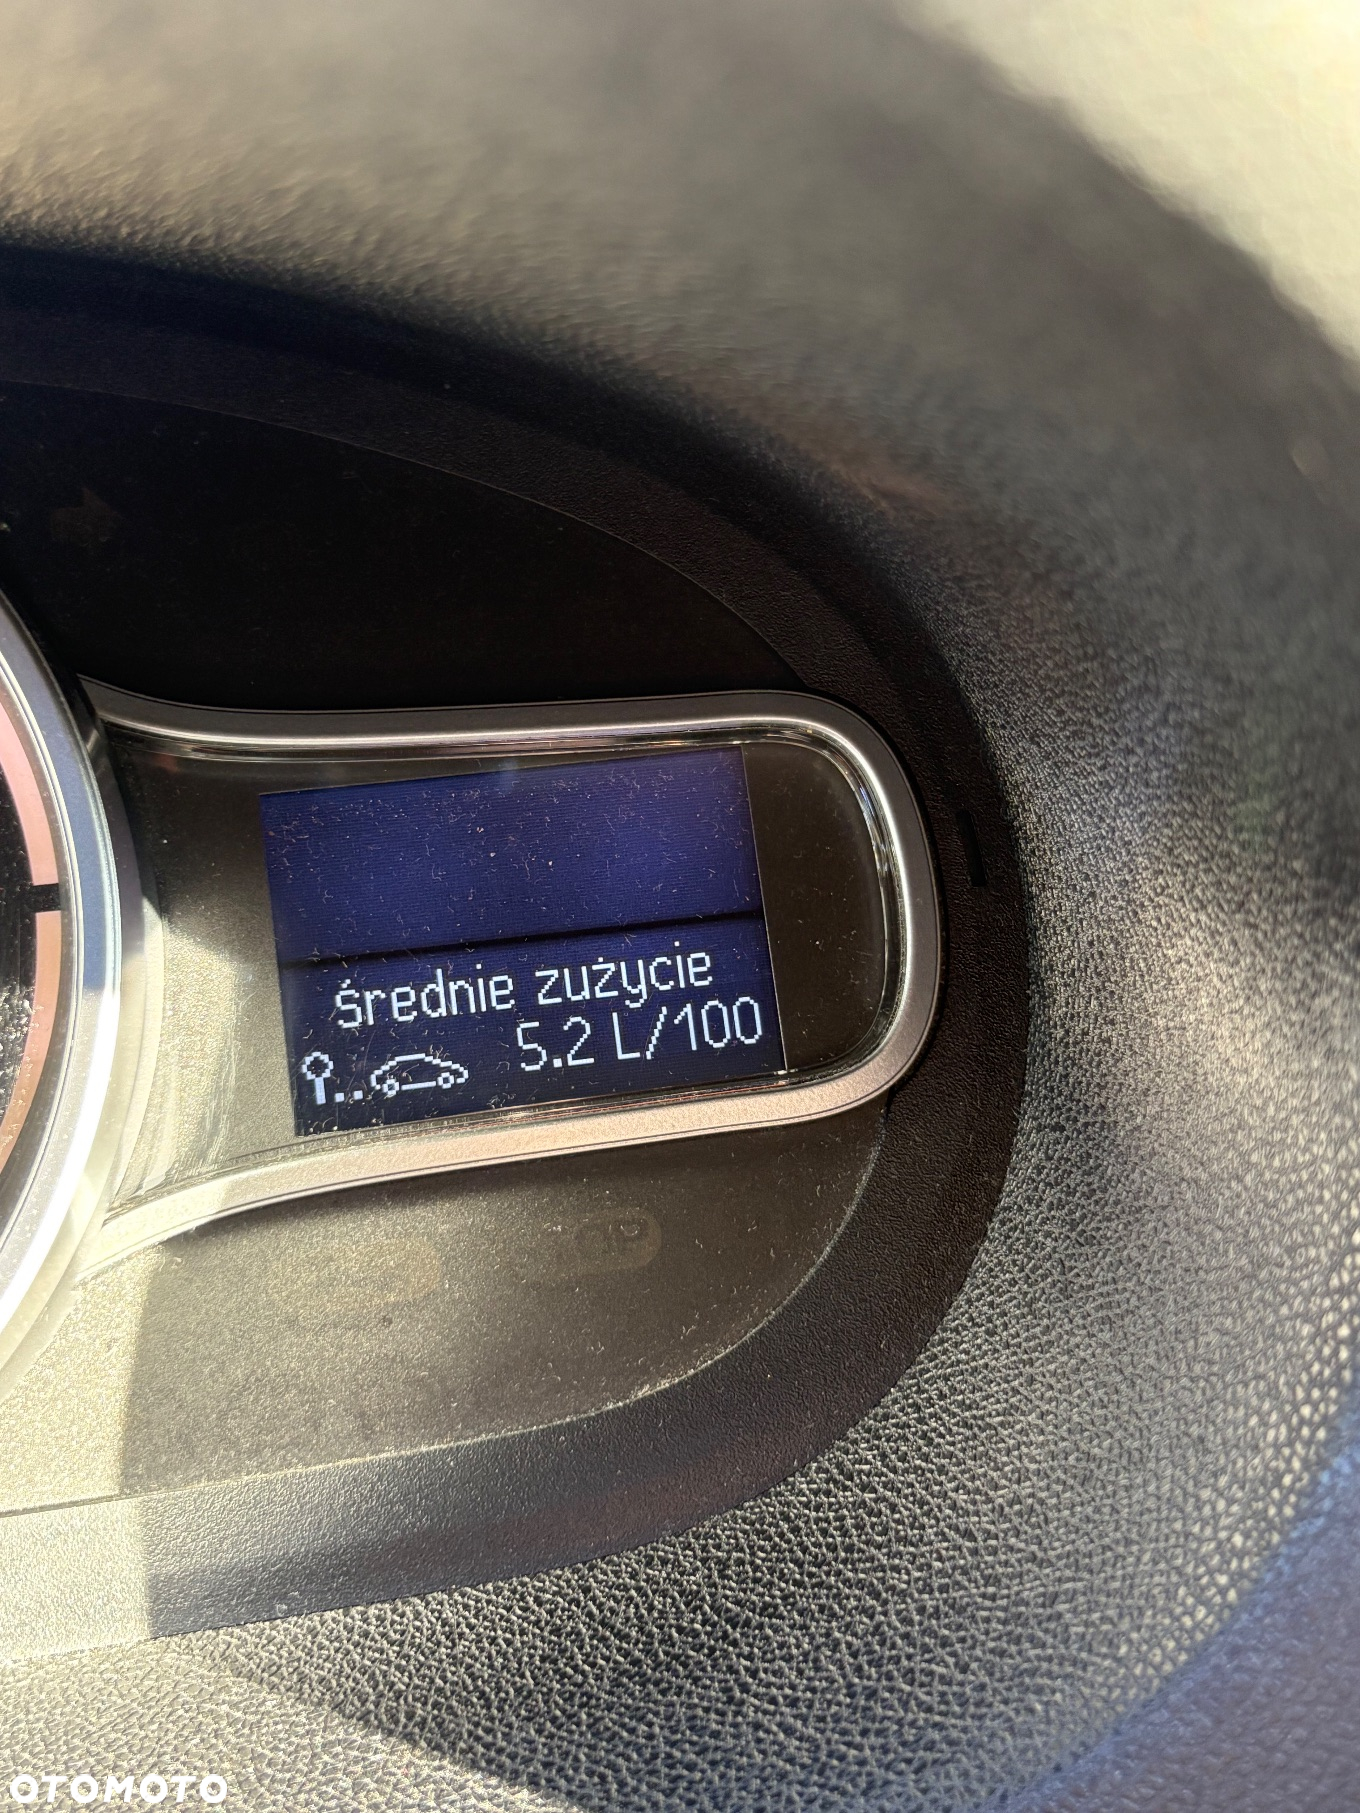 średnie zużycie
5.2 L/100
OTOMOTO